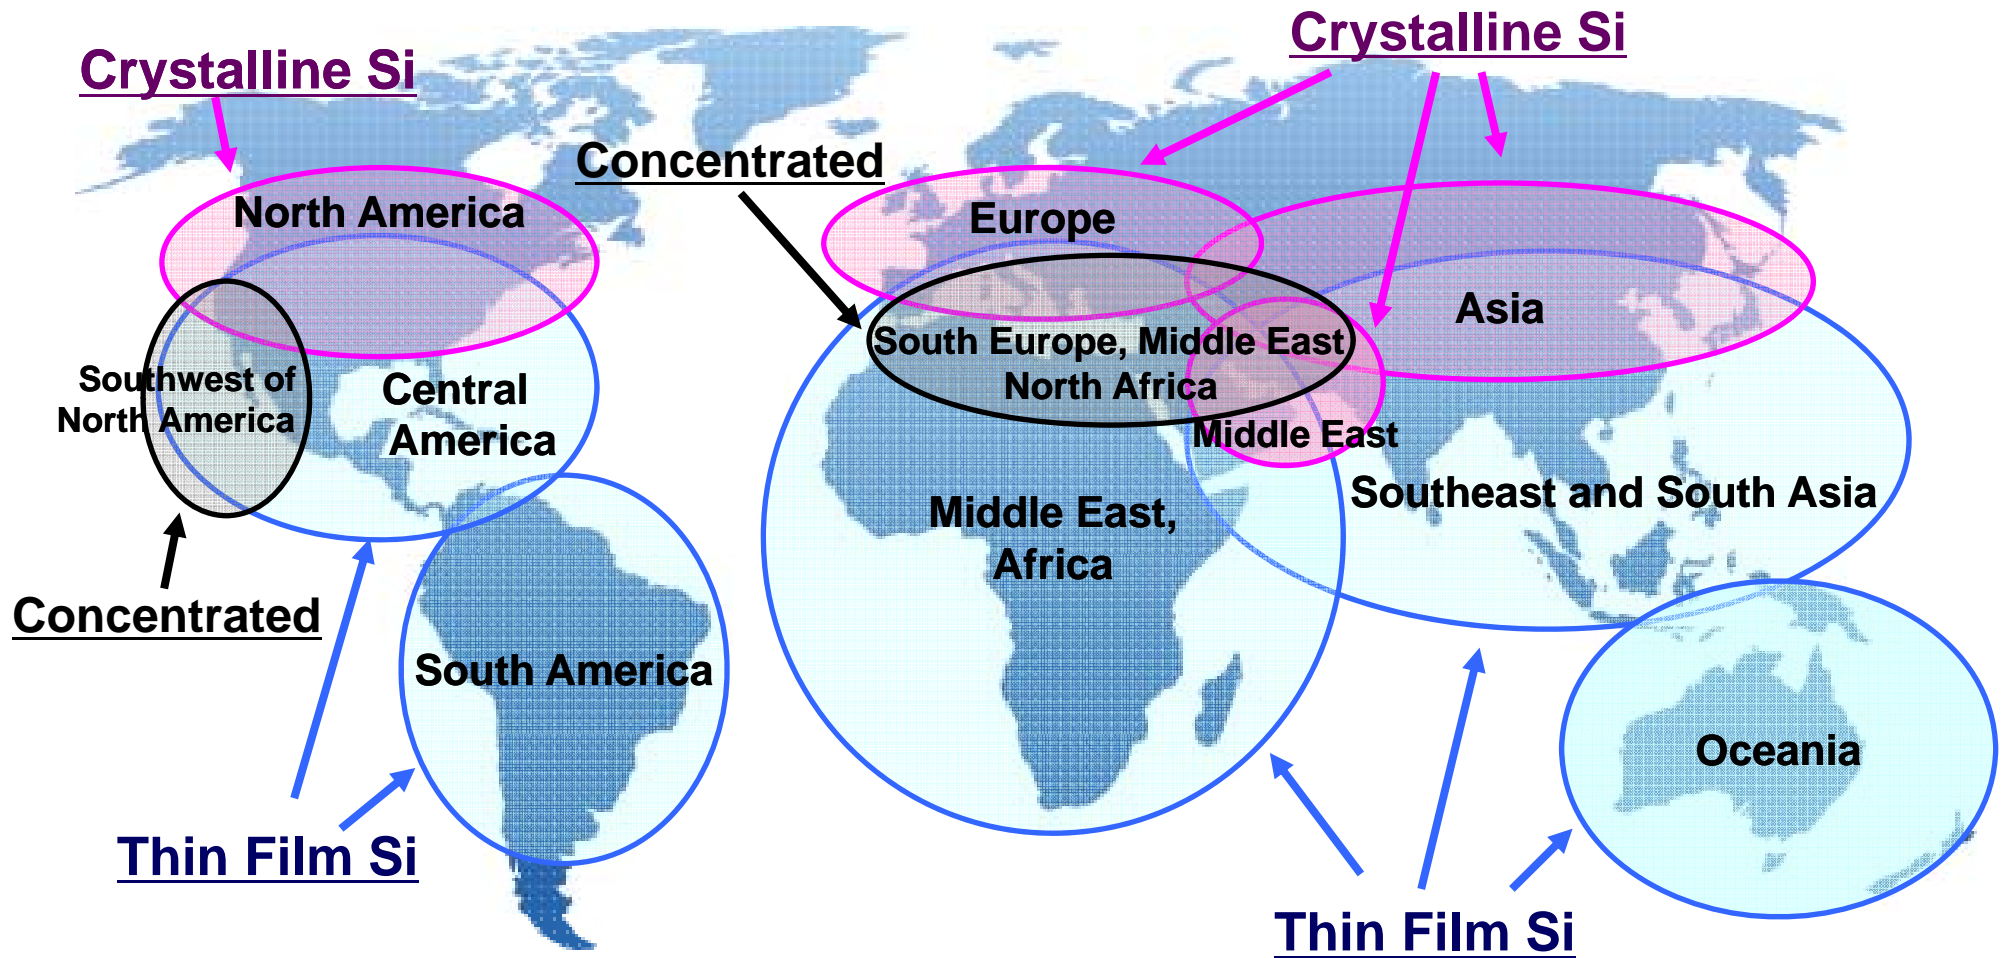 Crystalline Si
Crystalline Si
Concentrated
North America
Europe
Asia
South Europe, Middle East
North Africa
Southwest of
North America
Central
America
Middle East
Southeast and South Asia
Middle East,
Africa
Concentrated
South America
Oceania
Thin Film Si
Thin Film Si